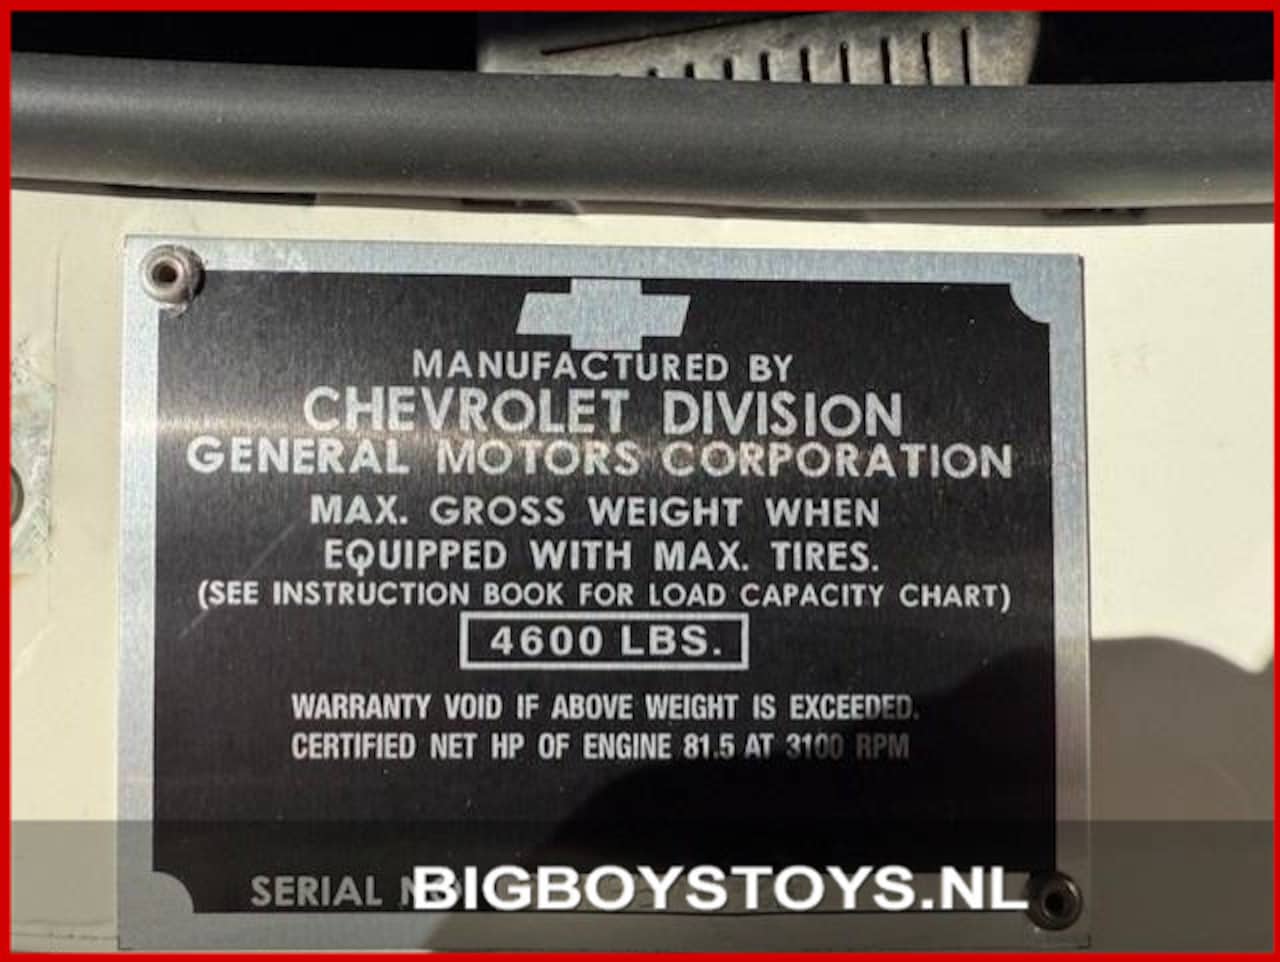 MANUFACTURED BY
CHEVROLET DIVISION
GENERAL MOTORS CORPORATION
MAX. GROSS WEIGHT WHEN
EQUIPPED WITH MAX. TIRES.
(SEE INSTRUCTION BOOK FOR LOAD CAPACITY CHART)
4600 LBS.
WARRANTY VOID IF ABOVE WEIGHT IS EXCEEDED.
CERTIFIED NET HP OF ENGINE 81.5 AT 3100 RPM
SERIAL NO
BIGBOYSTOYS.NL